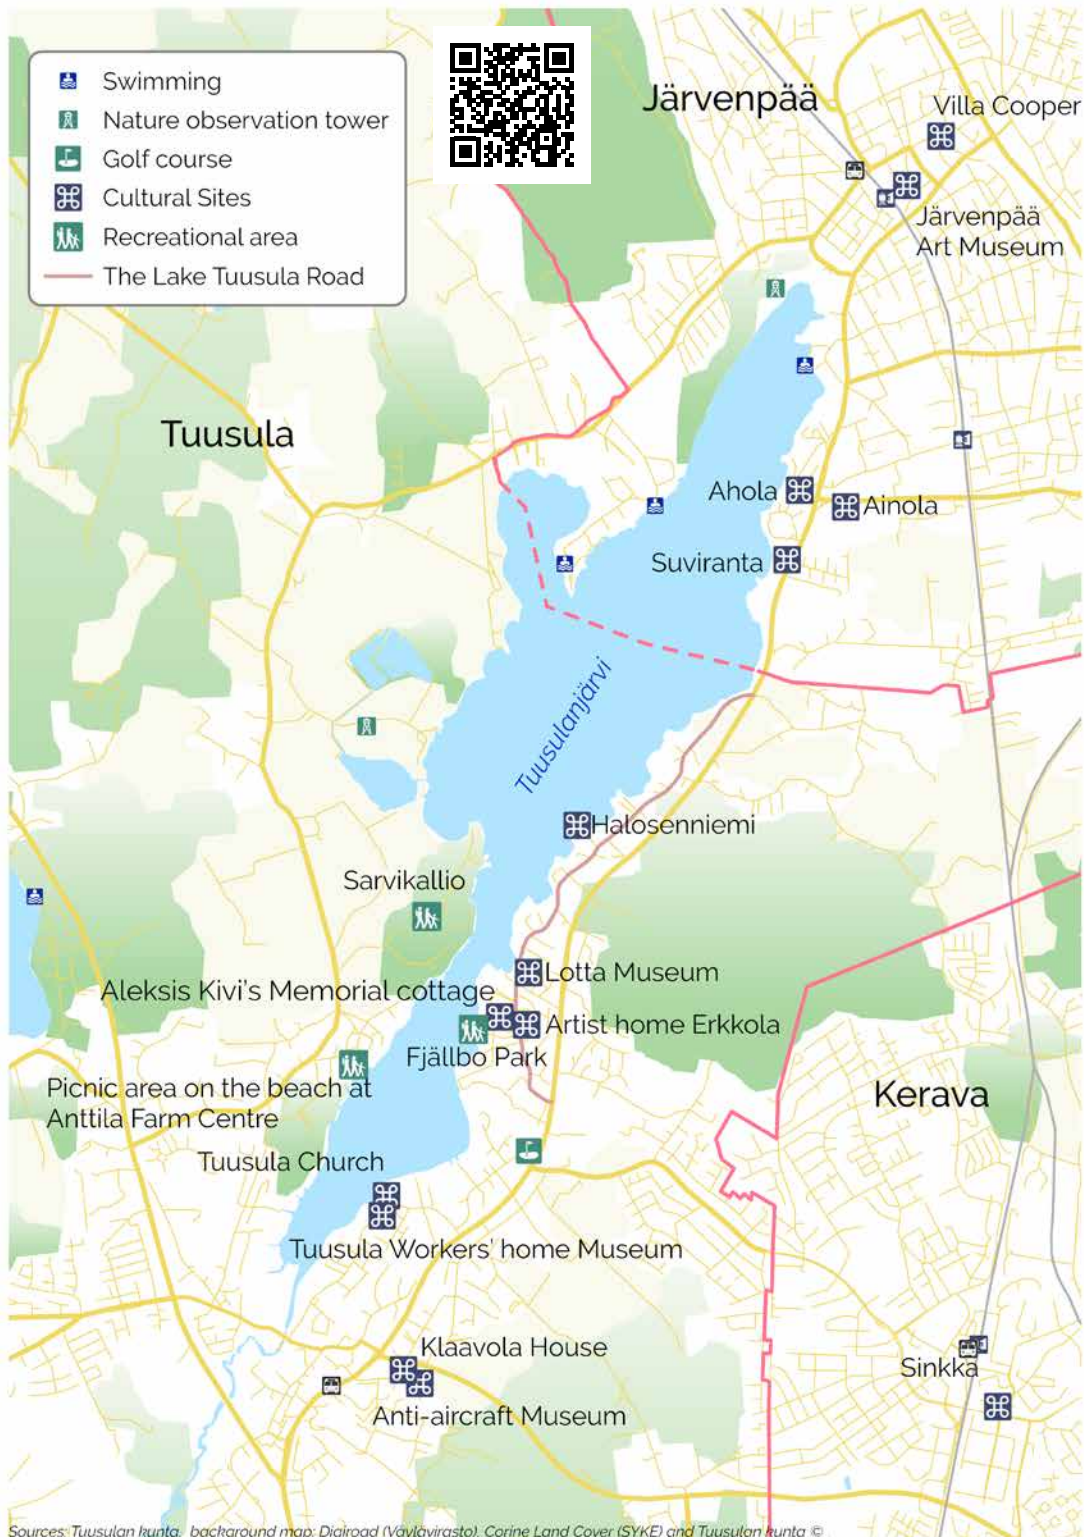 Swimming
Nature observation tower
Golf course
Cultural Sites
Recreational area
The Lake Tuusula Road
Järvenpää
Villa Cooper
Järvenpää
Art Museum
Tuusula
Ahola
Ainola
Suviranta
Tuusulanjärvi
Halosenniemi
Sarvikallio
Lotta Museum
Aleksis Kivi's Memorial cottage
Artist home Erkkola
Fjällbo Park
Picnic area on the beach at
Anttila Farm Centre
Kerava
Tuusula Church
Tuusula Workers' home Museum
Klaavola House
Sinkka
Anti-aircraft Museum
Sources: Tuusulan kunta, background map: Digiroad (Väylävirasto), Corine Land Cover (SYKE) and Tuusulan kunta ©